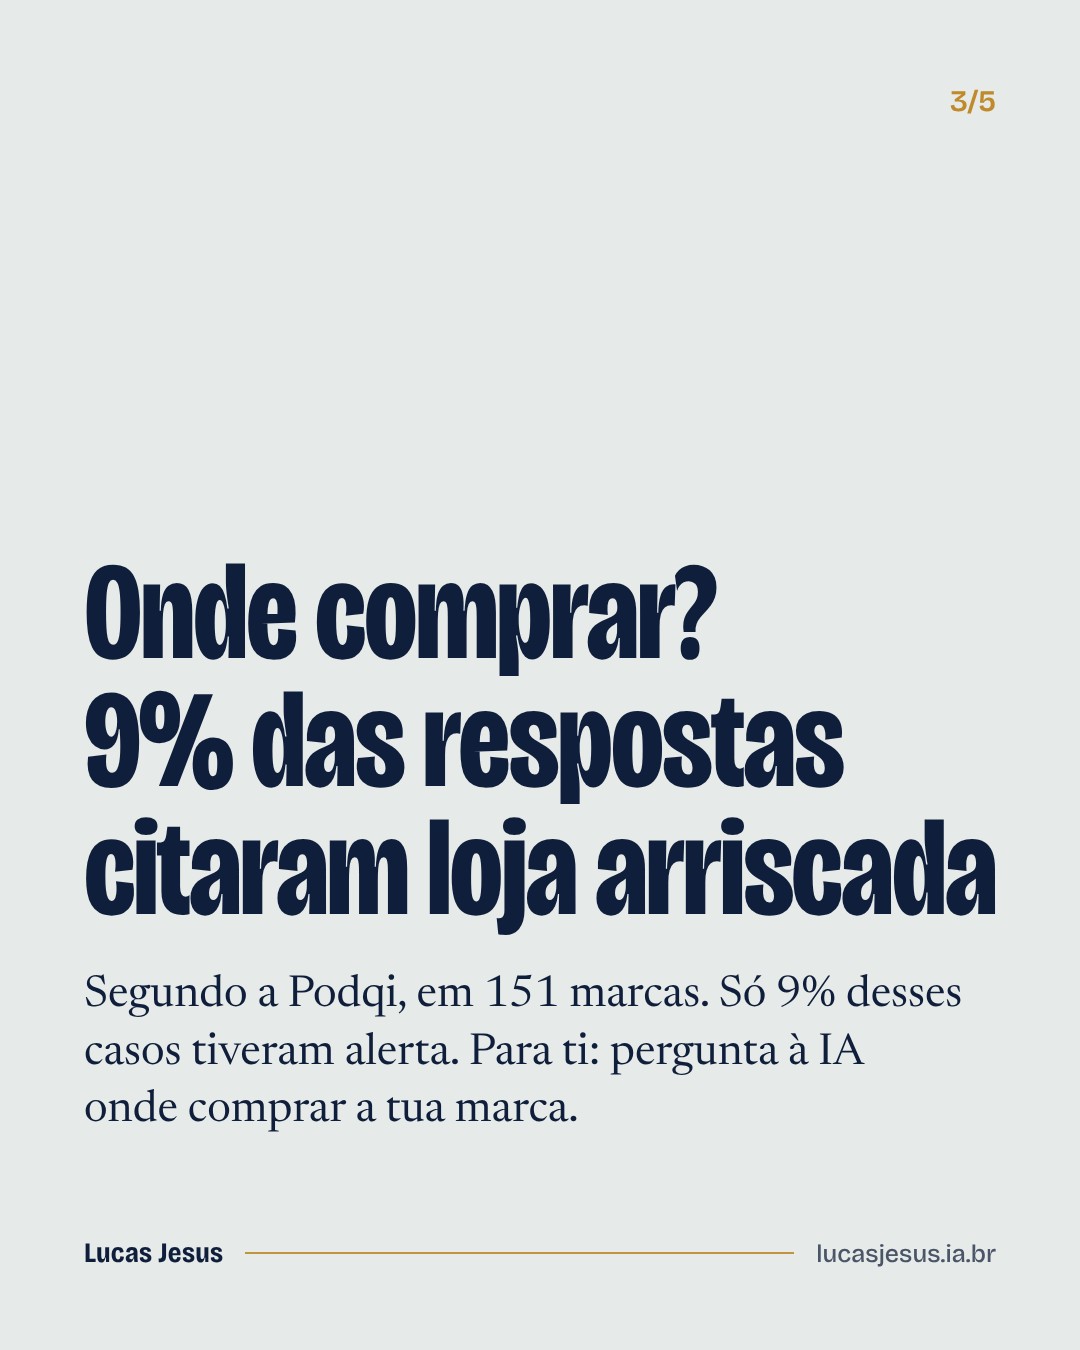 3/5
Onde comprar?
9% das respostas
citaram loja arriscada
Segundo a Podqi, em 151 marcas. Só 9% desses
casos tiveram alerta. Para ti: pergunta à IA
onde comprar a tua marca.
Lucas Jesus
lucasjesus.ia.br